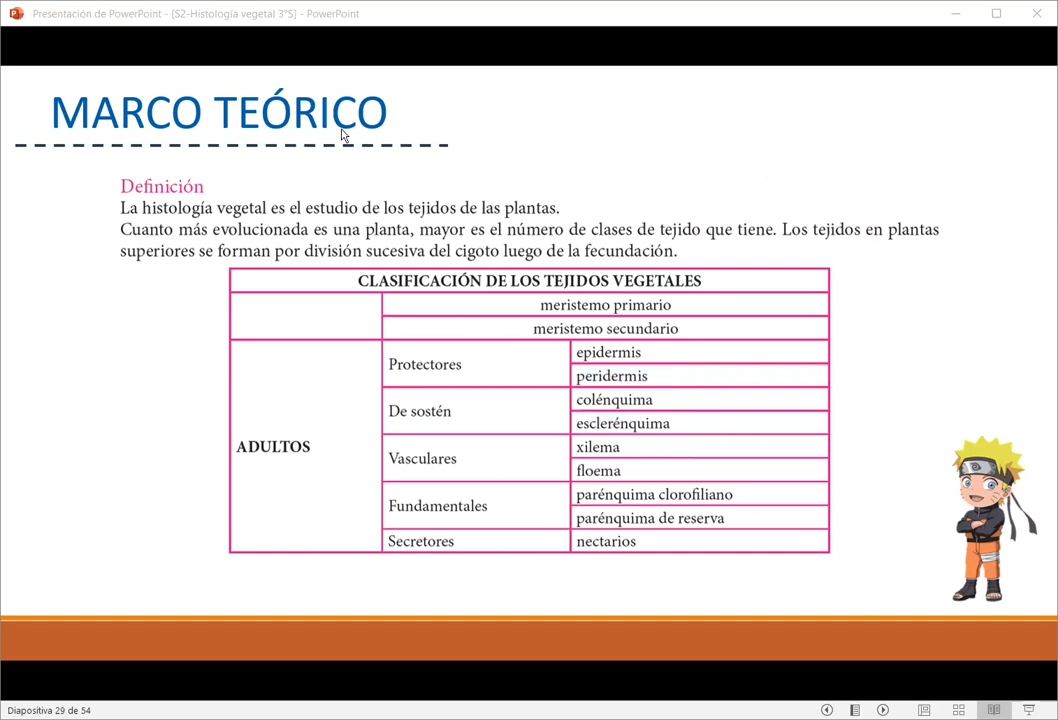 Presentación de PowerPoint - [S2-Histología vegetal 3°S] - PowerPoint
MARCO TEÓRICO
Definición
La histología vegetal es el estudio de los tejidos de las plantas.
Cuanto más evolucionada es una planta, mayor es el número de clases de tejido que tiene. Los tejidos en plantas
superiores se forman por división sucesiva del cigoto luego de la fecundación.
CLASIFICACIÓN DE LOS TEJIDOS VEGETALES
meristemo primario
meristemo secundario
ADULTOS
Protectores
epidermis
peridermis
De sostén
colénquima
esclerénquima
Vasculares
xilema
floema
Fundamentales
parénquima clorofiliano
parénquima de reserva
Secretores
nectarios
Diapositiva 29 de 54